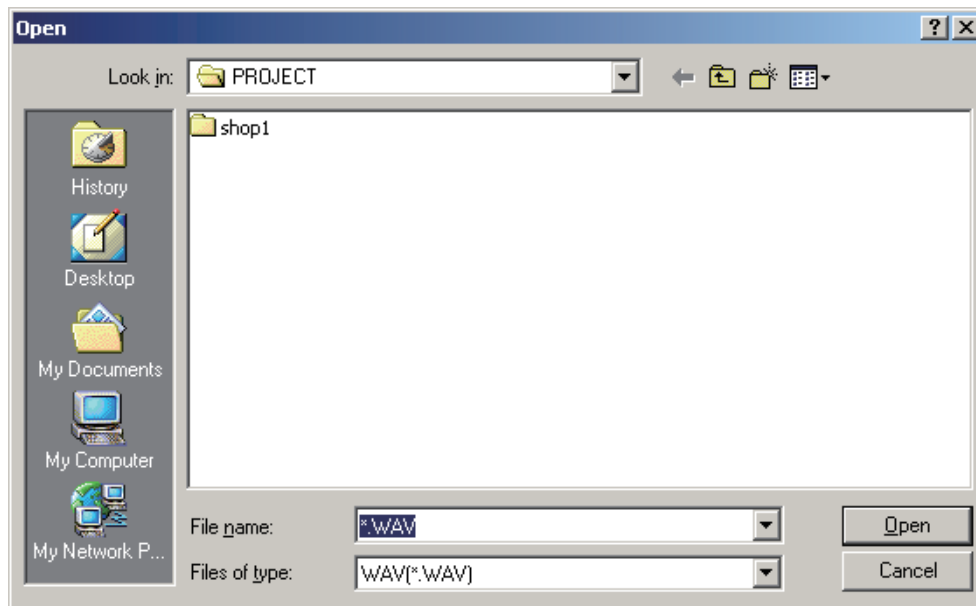 Open
Look in: PROJECT
shop1
History
Desktop
My Documents
My Computer
My Network P...
File name: *.WAV Open
Files of type: WAV(*.WAV) Cancel